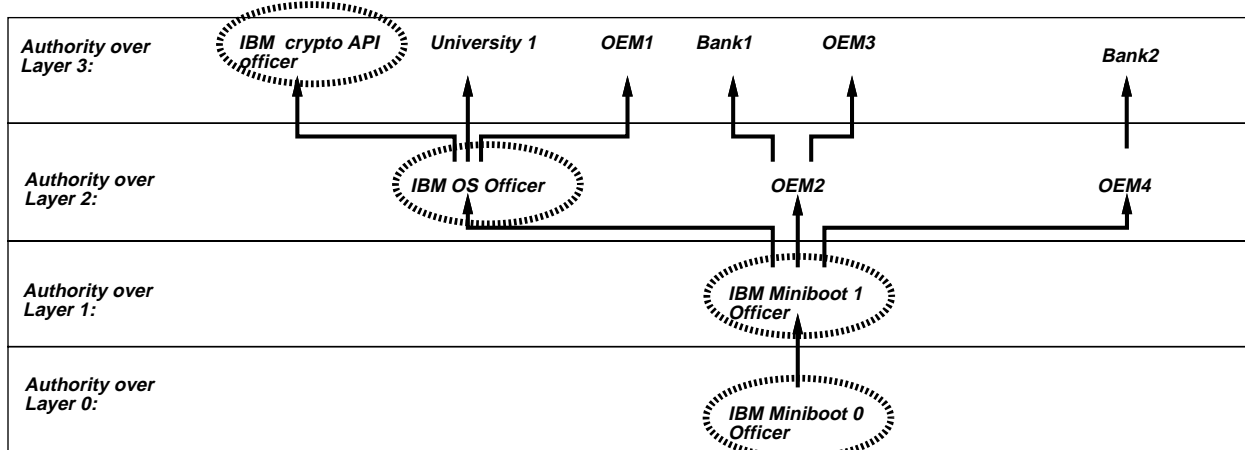 Authority over
Layer 3:
IBM crypto API
officer
University 1
OEM1
Bank1
OEM3
Bank2
Authority over
Layer 2:
IBM OS Officer
OEM2
OEM4
Authority over
Layer 1:
IBM Miniboot 1
Officer
Authority over
Layer 0:
IBM Miniboot 0
Officer